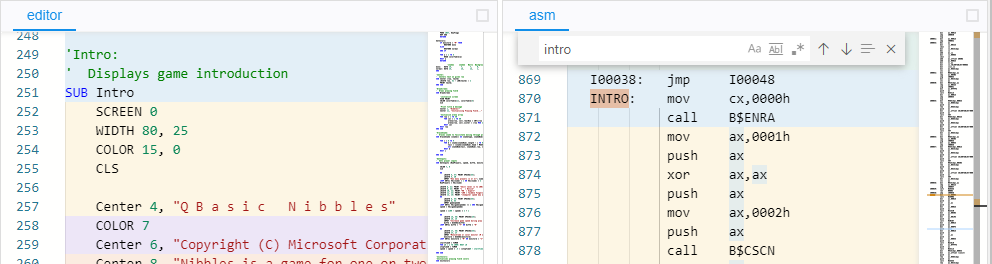 editor
248
249 'Intro:
250 '  Displays game introduction
251 SUB Intro
252     SCREEN 0
253     WIDTH 80, 25
254     COLOR 15, 0
255     CLS
256
257     Center 4, "Q B a s i c   N i b b l e s"
258     COLOR 7
259     Center 6, "Copyright (C) Microsoft Corporat
260     Center 8, "Nibbles is a game for one or two
asm
intro
Aa Abl .*
869 I00038: jmp I00048
870 INTRO: mov cx,0000h
871 call B$ENRA
872 mov ax,0001h
873 push ax
874 xor ax,ax
875 push ax
876 mov ax,0002h
877 push ax
878 call B$CSCN